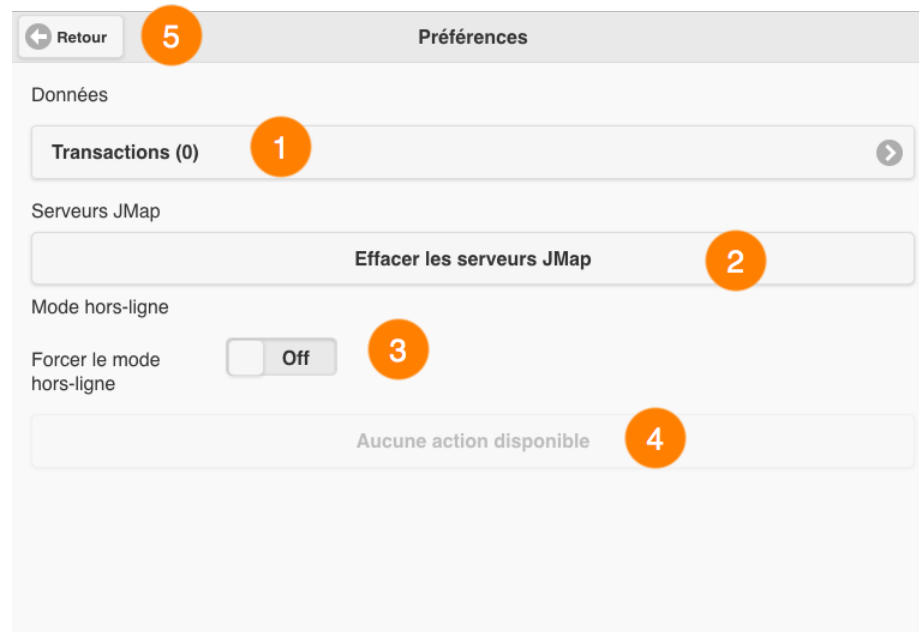 Retour 5 Préférences
Données
Transactions (0) 1
Serveurs JMap
Effacer les serveurs JMap 2
Mode hors-ligne
Forcer le mode
hors-ligne
Off 3
Aucune action disponible 4